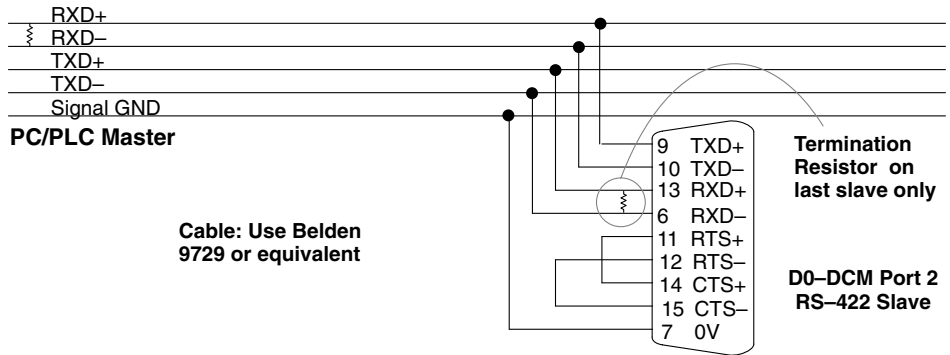 RXD+
RXD–
TXD+
TXD–
Signal GND
PC/PLC Master
Cable: Use Belden
9729 or equivalent
9 TXD+
10 TXD–
13 RXD+
6 RXD–
11 RTS+
12 RTS–
14 CTS+
15 CTS–
7 0V
Termination
Resistor on
last slave only
D0–DCM Port 2
RS–422 Slave